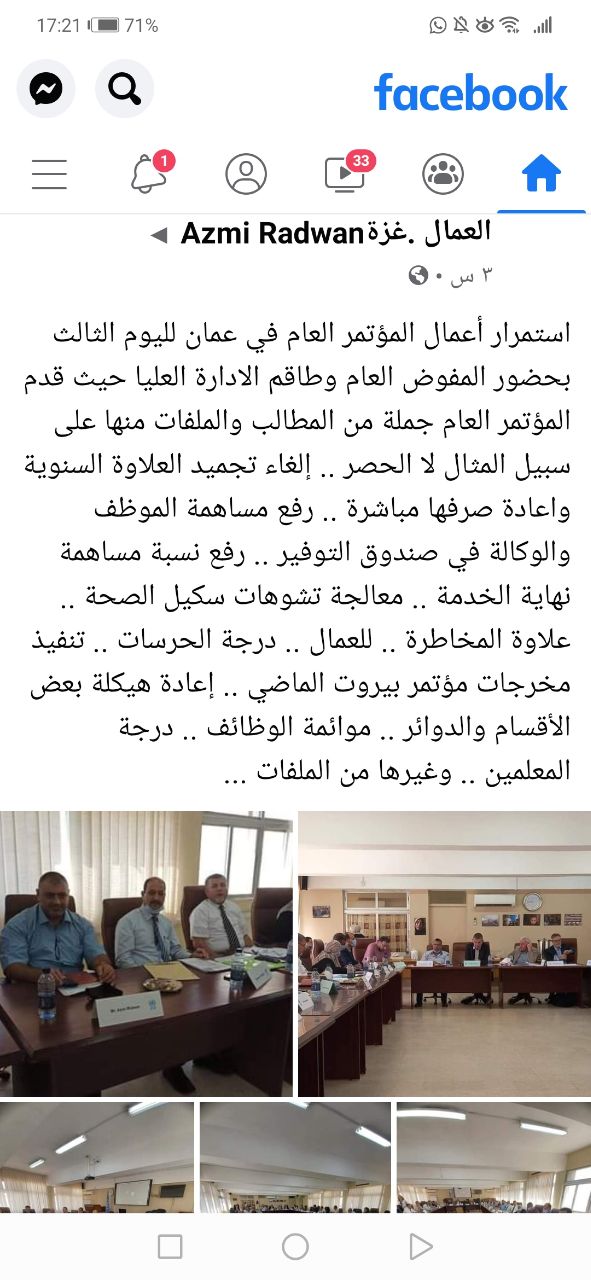 17:21 71%
facebook
1
33
Azmi Radwan ◄ العمال .غزة
٣ س •
استمرار أعمال المؤتمر العام في عمان لليوم الثالث
بحضور المفوض العام وطاقم الادارة العليا حيث قدم
المؤتمر العام جملة من المطالب والملفات منها على
سبيل المثال لا الحصر .. إلغاء تجميد العلاوة السنوية
واعادة صرفها مباشرة .. رفع مساهمة الموظف
والوكالة في صندوق التوفير .. رفع نسبة مساهمة
نهاية الخدمة .. معالجة تشوهات سكيل الصحة ..
علاوة المخاطرة .. للعمال .. درجة الحرسات .. تنفيذ
مخرجات مؤتمر بيروت الماضي .. إعادة هيكلة بعض
الأقسام والدوائر .. موائمة الوظائف .. درجة
المعلمين .. وغيرها من الملفات ...
Mr. Azmi Radwan